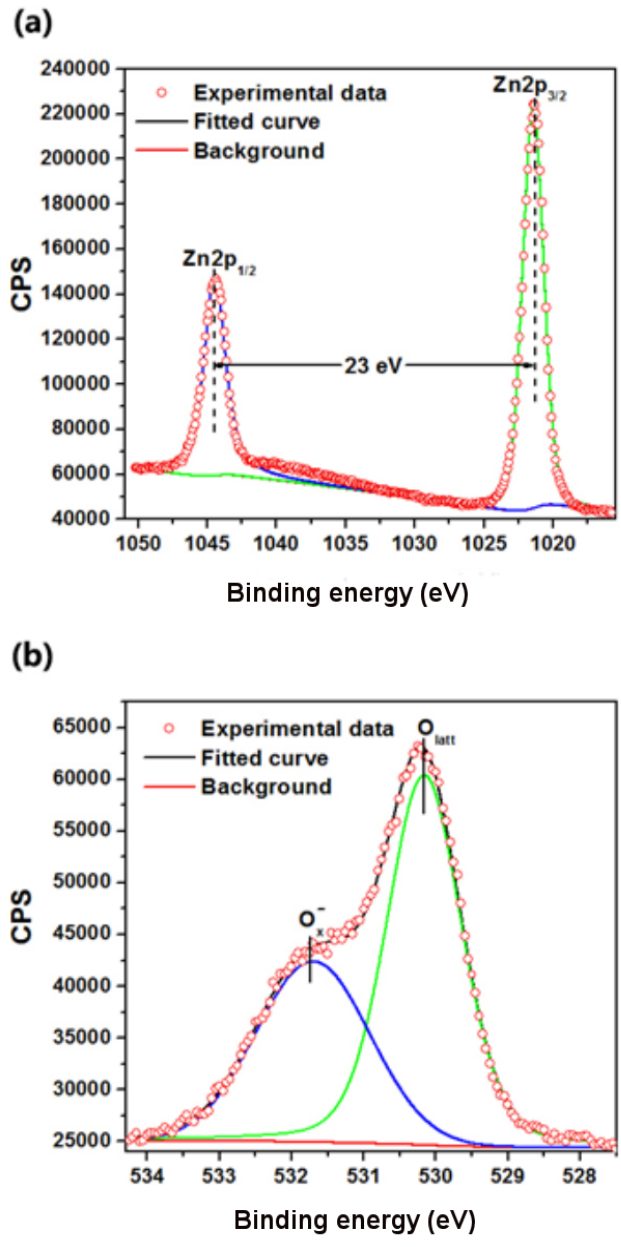 (a)
240000
220000
200000
180000
160000
140000
120000
100000
80000
60000
40000
CPS
Experimental data
Fitted curve
Background
Zn2p3/2
Zn2p1/2
23 eV
1050 1045 1040 1035 1030 1025 1020
Binding energy (eV)
(b)
65000
60000
55000
50000
45000
40000
35000
30000
25000
CPS
Experimental data
Fitted curve
Background
Olatt
Ox−
534 533 532 531 530 529 528
Binding energy (eV)